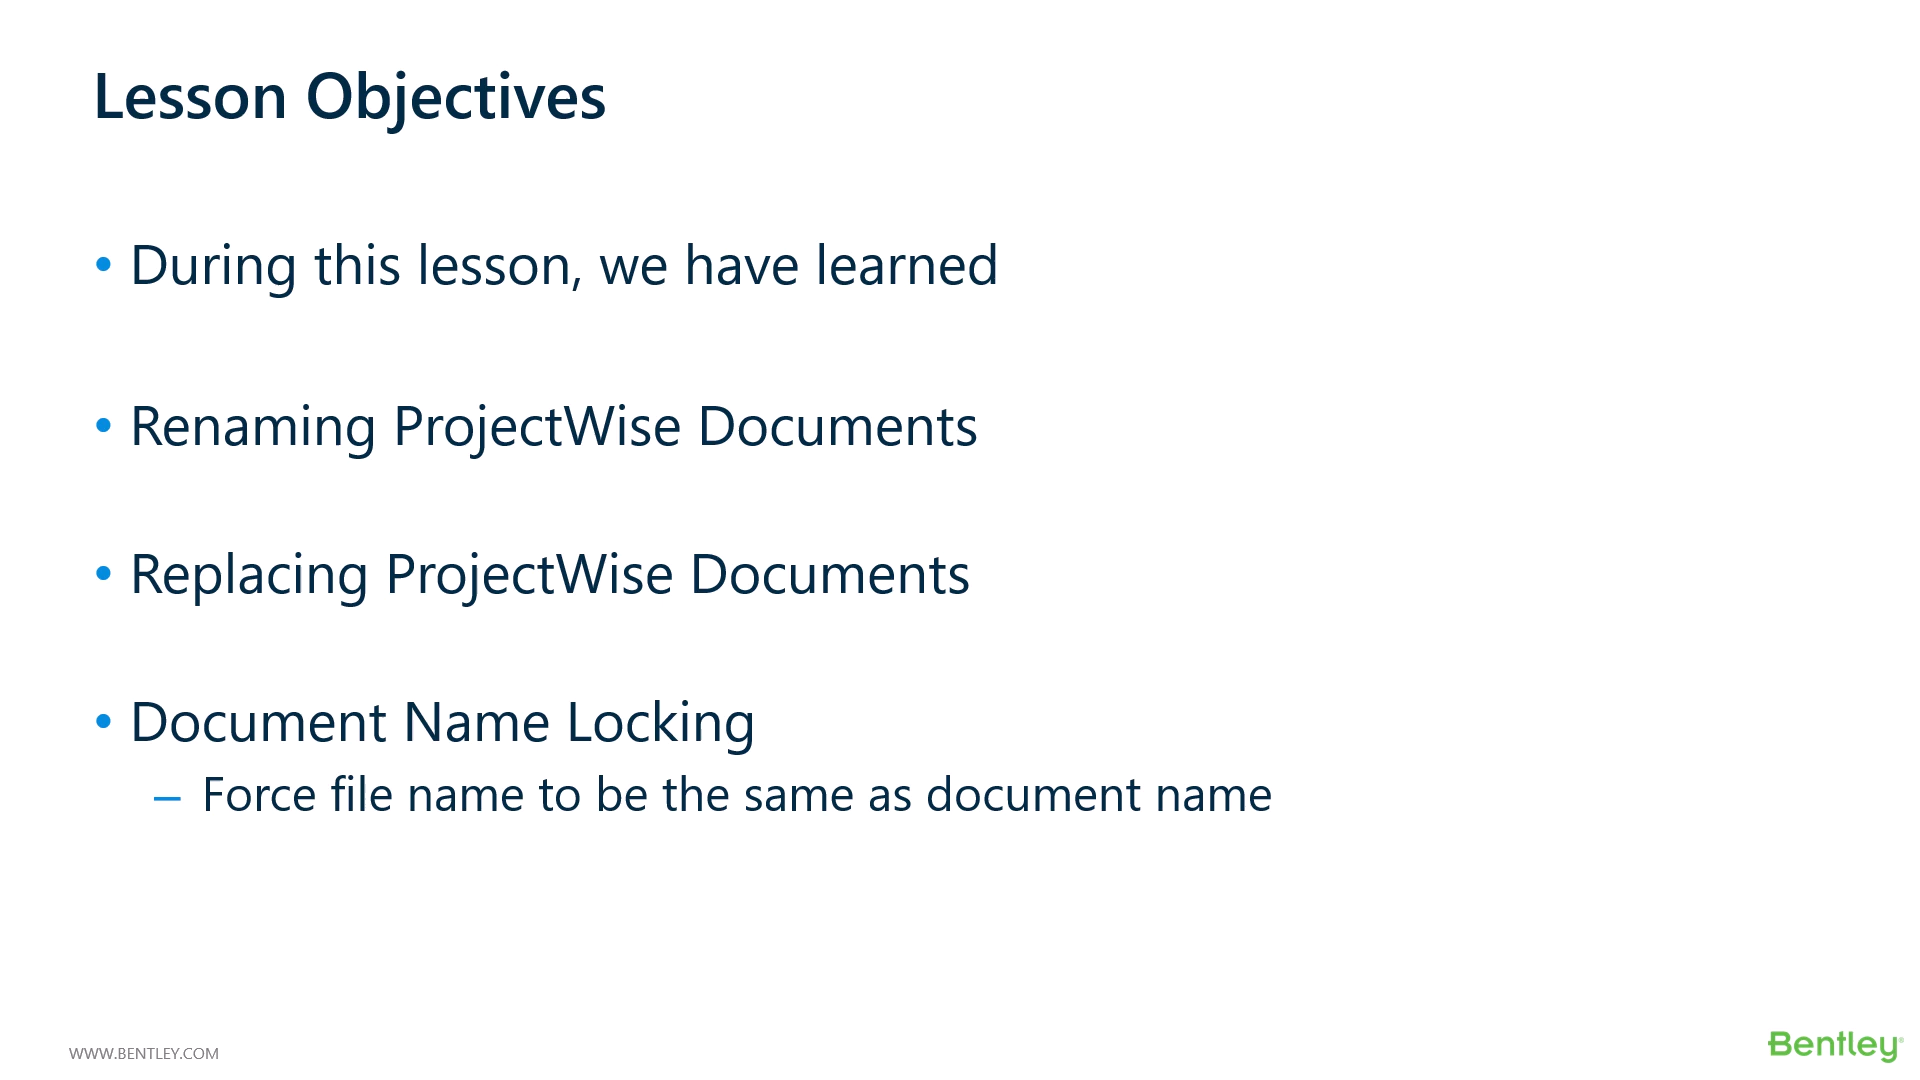 Lesson Objectives
• During this lesson, we have learned
• Renaming ProjectWise Documents
• Replacing ProjectWise Documents
• Document Name Locking
– Force file name to be the same as document name
WWW.BENTLEY.COM
Bentley®